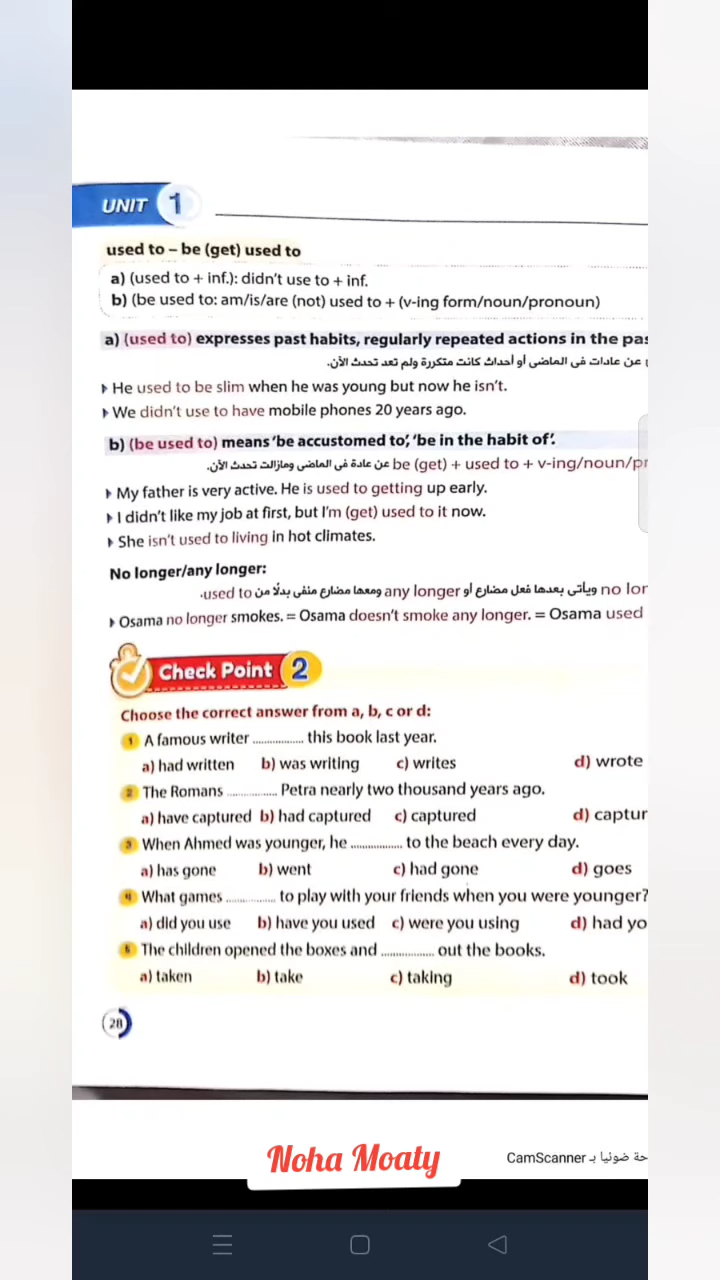 UNIT 1
used to – be (get) used to
a) (used to + inf.): didn't use to + inf.
b) (be used to: am/is/are (not) used to + (v-ing form/noun/pronoun)
a) (used to) expresses past habits, regularly repeated actions in the
عن عادات فى الماضى أو أحداث كانت متكررة ولم تعد تحدث الآن.
He used to be slim when he was young but now he isn't.
We didn't use to have mobile phones 20 years ago.
b) (be used to) means 'be accustomed to', 'be in the habit of'.
be (get) + used to + v-ing/noun/ عن عادة فى الماضى ومازالت تحدث الآن.
My father is very active. He is used to getting up early.
I didn't like my job at first, but I'm (get) used to it now.
She isn't used to living in hot climates.
No longer/any longer:
no ويأتى بعدها فعل مضارع أو any longer ومعها مضارع منفى بدلًا من used to.
Osama no longer smokes. = Osama doesn't smoke any longer. = Osama used
Check Point 2
Choose the correct answer from a, b, c or d:
1 A famous writer ................. this book last year.
a) had written b) was writing c) writes d) wrote
2 The Romans ................. Petra nearly two thousand years ago.
a) have captured b) had captured c) captured d)
3 When Ahmed was younger, he ................. to the beach every day.
a) has gone b) went c) had gone d) goes
4 What games ................. to play with your friends when you were younger?
a) did you use b) have you used c) were you using d) had
5 The children opened the boxes and ................. out the books.
a) taken b) take c) taking d) took
28
Noha Moaty
ضوئيا بـ CamScanner